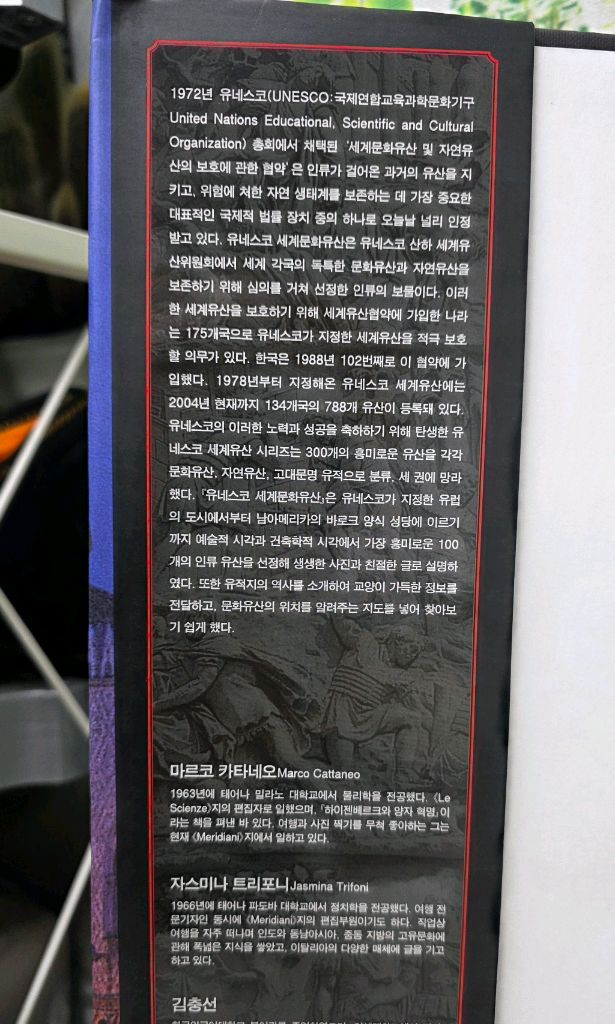 1972년 유네스코(UNESCO:국제연합교육과학문화기구
United Nations Educational, Scientific and Cultural
Organization) 총회에서 채택된 '세계문화유산 및 자연유
산의 보호에 관한 협약'은 인류가 걸어온 과거의 유산을 지
키고, 위험에 처한 자연 생태계를 보존하는 데 가장 중요한
대표적인 국제적 법률 장치 중의 하나로 오늘날 널리 인정
받고 있다. 유네스코 세계문화유산은 유네스코 산하 세계유
산위원회에서 세계 각국의 독특한 문화유산과 자연유산을
보존하기 위해 심의를 거쳐 선정한 인류의 보물이다. 이러
한 세계유산을 보호하기 위해 세계유산협약에 가입한 나라
는 175개국으로 유네스코가 지정한 세계유산을 적극 보호
할 의무가 있다. 한국은 1988년 102번째로 이 협약에 가
입했다. 1978년부터 지정해온 유네스코 세계유산에는
2004년 현재까지 134개국의 788개 유산이 등록돼 있다.
유네스코의 이러한 노력과 성공을 축하하기 위해 탄생한 유
네스코 세계유산 시리즈는 300개의 흥미로운 유산을 각각
문화유산, 자연유산, 고대문명 유적으로 분류, 세 권에 망라
했다. 『유네스코 세계문화유산』은 유네스코가 지정한 유럽
의 도시에서부터 남아메리카의 바로크 양식 성당에 이르기
까지 예술적 시각과 건축학적 시각에서 가장 흥미로운 100
개의 인류 유산을 선정해 생생한 사진과 친절한 글로 설명하
였다. 또한 유적지의 역사를 소개하여 교양이 가득한 정보를
전달하고, 문화유산의 위치를 알려주는 지도를 넣어 찾아보
기 쉽게 했다.
마르코 카타네오Marco Cattaneo
1963년에 태어나 밀라노 대학교에서 물리학을 전공했다. 《Le
Scienze》지의 편집자로 일했으며, 『하이젠베르크와 양자 혁명』이
라는 책을 펴낸 바 있다. 여행과 사진 찍기를 무척 좋아하는 그는
현재 《Meridiani》지에서 일하고 있다.
자스미나 트리포니Jasmina Trifoni
1966년에 태어나 파도바 대학교에서 정치학을 전공했다. 여행 전
문기자인 동시에 《Meridiani》지의 편집부원이기도 하다. 직업상
여행을 자주 떠나며 인도와 동남아시아, 중동 지방의 고유문화에
관해 폭넓은 지식을 쌓았고, 이탈리아의 다양한 매체에 글을 기고
하고 있다.
김충선